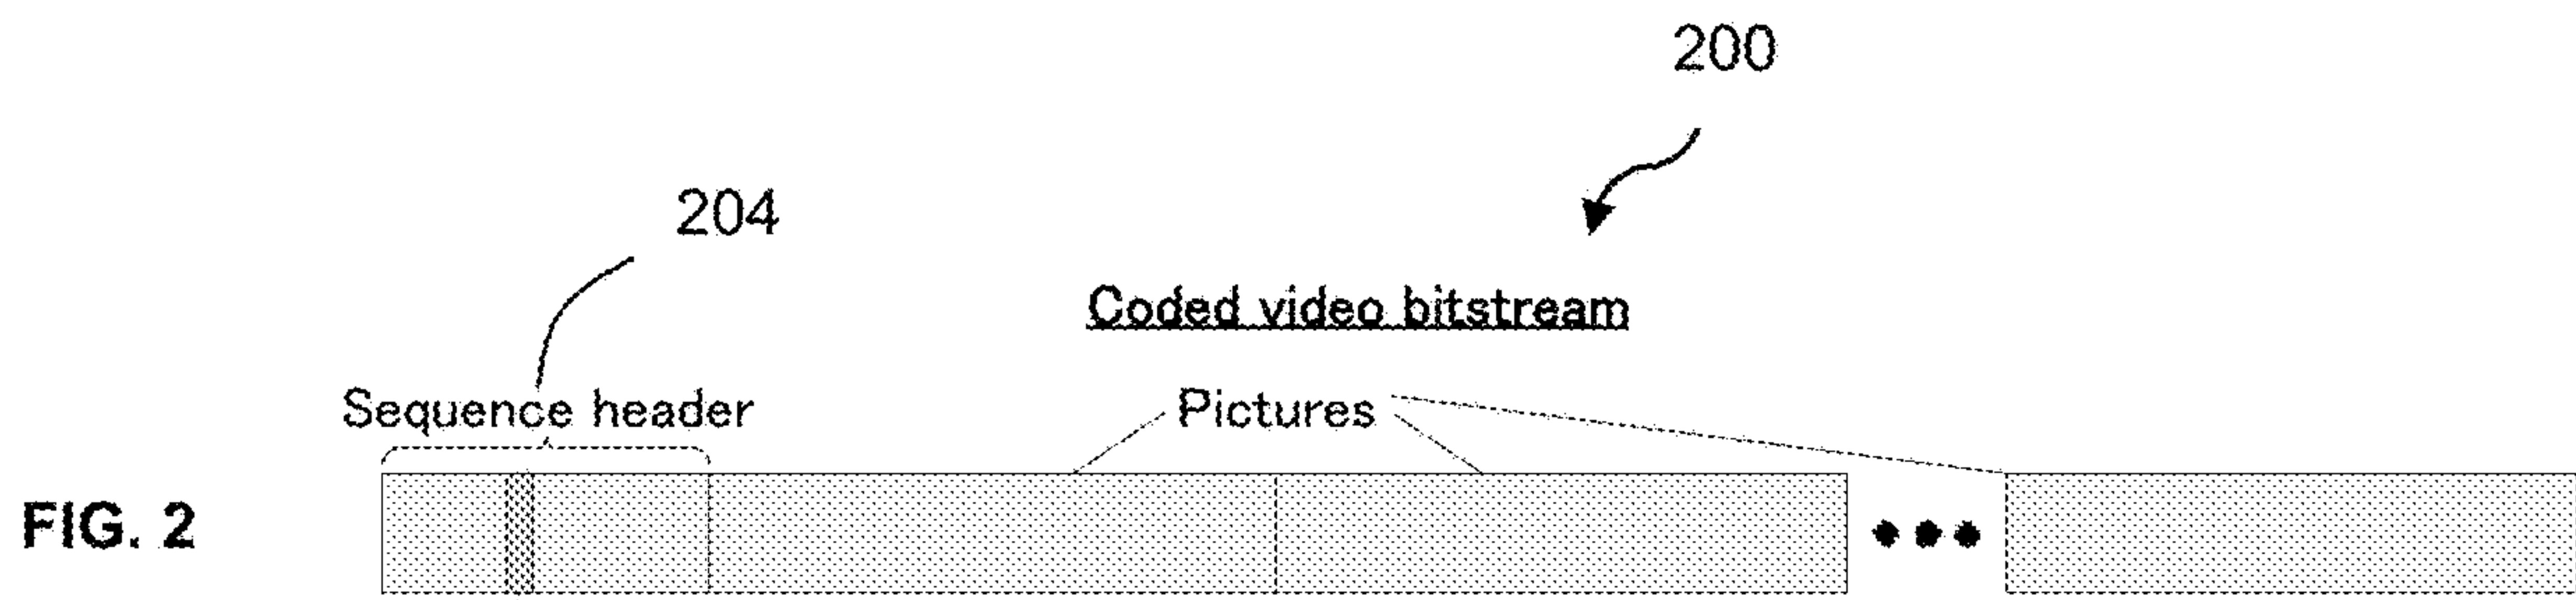 200
204
Coded video bitstream
Sequence header
Pictures
FIG. 2